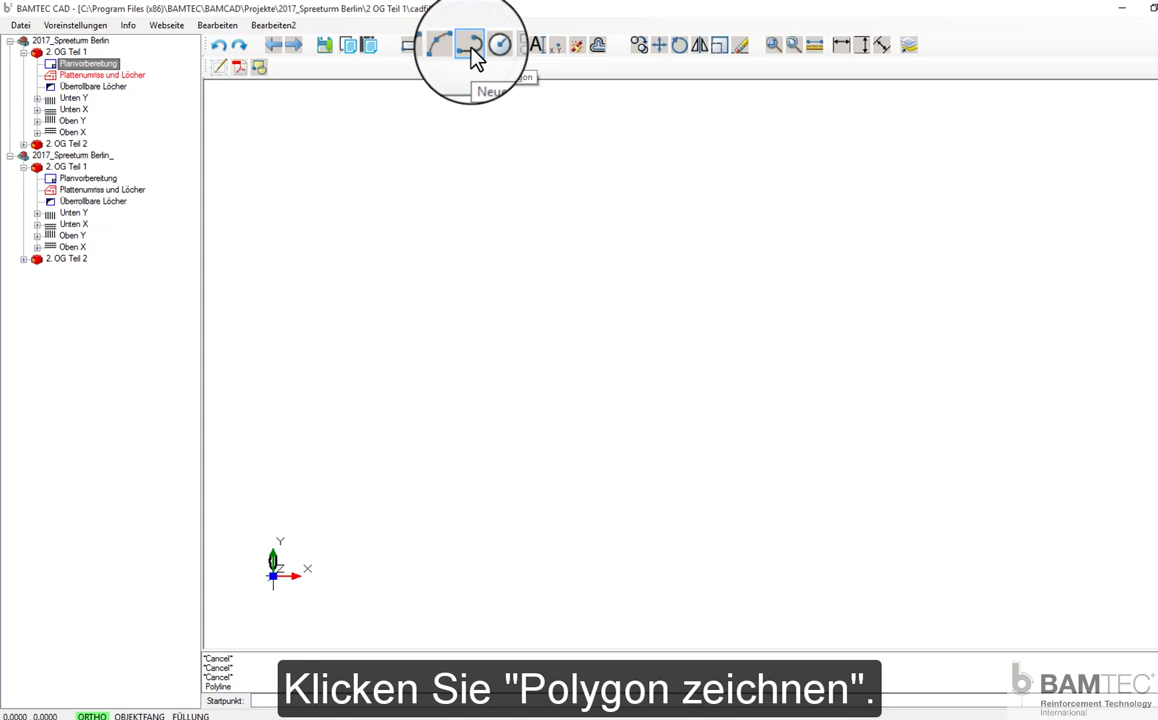 BAMTEC CAD - [C:\Program Files (x86)\BAMTEC\BAMCAD\Projekte\2017_Spreeturm Berlin\2 OG Teil 1\cadfi
Datei Voreinstellungen Info Webseite Bearbeiten Bearbeiten2
2017_Spreeturm Berlin
2. OG Teil 1
Planvorbereitung
Plattenumriss und Löcher
Überrollbare Löcher
Unten Y
Unten X
Oben Y
Oben X
2. OG Teil 2
2017_Spreeturm Berlin_
2. OG Teil 1
Planvorbereitung
Plattenumriss und Löcher
Überrollbare Löcher
Unten Y
Unten X
Oben Y
Oben X
2. OG Teil 2
Neue
Y
Z
X
*Cancel*
*Cancel*
*Cancel*
Polyline
Startpunkt:
Klicken Sie "Polygon zeichnen".
BAMTEC
Reinforcement Technology
International
0.0000 , 0.0000 ORTHO OBJEKTFANG FÜLLUNG